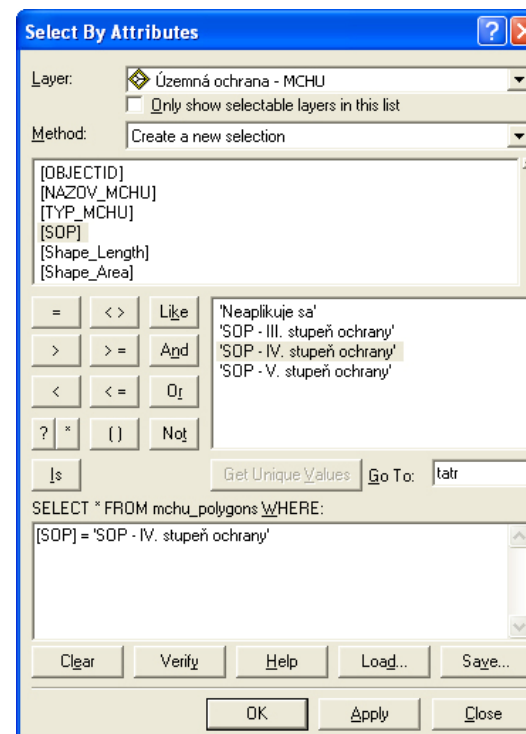 Select By Attributes
Layer: Územná ochrana - MCHU
Only show selectable layers in this list
Method: Create a new selection
[OBJECTID]
[NAZOV_MCHU]
[TYP_MCHU]
[SOP]
[Shape_Length]
[Shape_Area]
= < > Like
> > = And
< < = Or
? * ( ) Not
Is
'Neaplikuje sa'
'SOP - III. stupeň ochrany'
'SOP - IV. stupeň ochrany'
'SOP - V. stupeň ochrany'
Get Unique Values Go To: tatr
SELECT * FROM mchu_polygons WHERE:
[SOP] = 'SOP - IV. stupeň ochrany'
Clear Verify Help Load... Save...
OK Apply Close